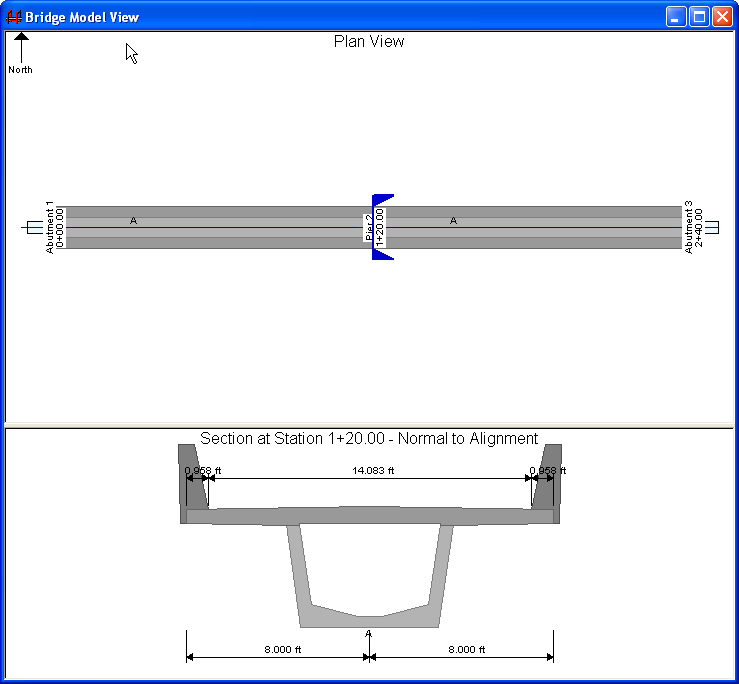 Bridge Model View
Plan View
North
Abutment 1
0+00.00
A
Pier 2
1+20.00
A
Abutment 3
2+40.00
Section at Station 1+20.00 - Normal to Alignment
0.958 ft
14.083 ft
0.958 ft
A
8.000 ft
8.000 ft